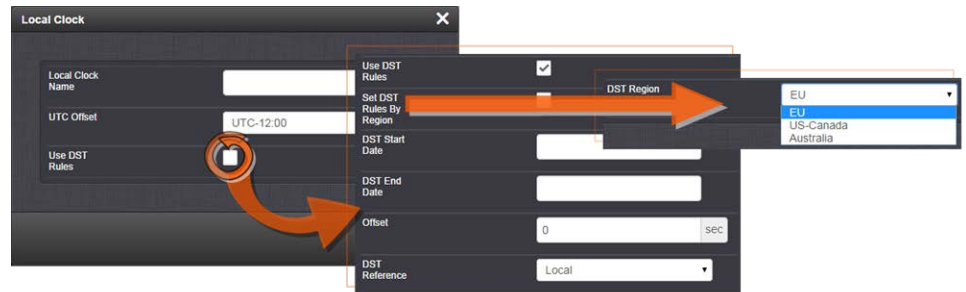 Local Clock
Local Clock
Name
UTC Offset
UTC-12:00
Use DST
Rules
Use DST
Rules
Set DST
Rules By
Region
DST Start
Date
DST End
Date
Offset
0
sec
DST
Reference
Local
DST Region
EU
EU
US-Canada
Australia